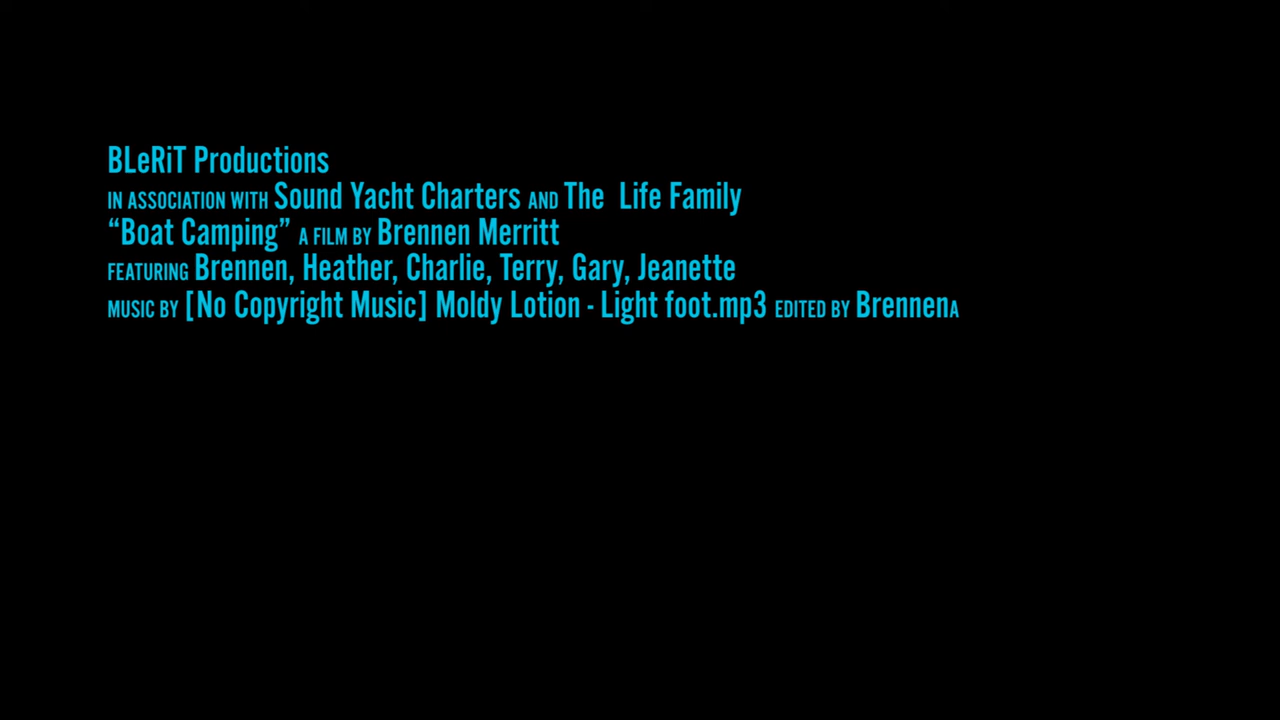 BLeRiT Productions
IN ASSOCIATION WITH Sound Yacht Charters AND The  Life Family
“Boat Camping” A FILM BY Brennen Merritt
FEATURING Brennen, Heather, Charlie, Terry, Gary, Jeanette
MUSIC BY [No Copyright Music] Moldy Lotion - Light foot.mp3 EDITED BY BrennenA